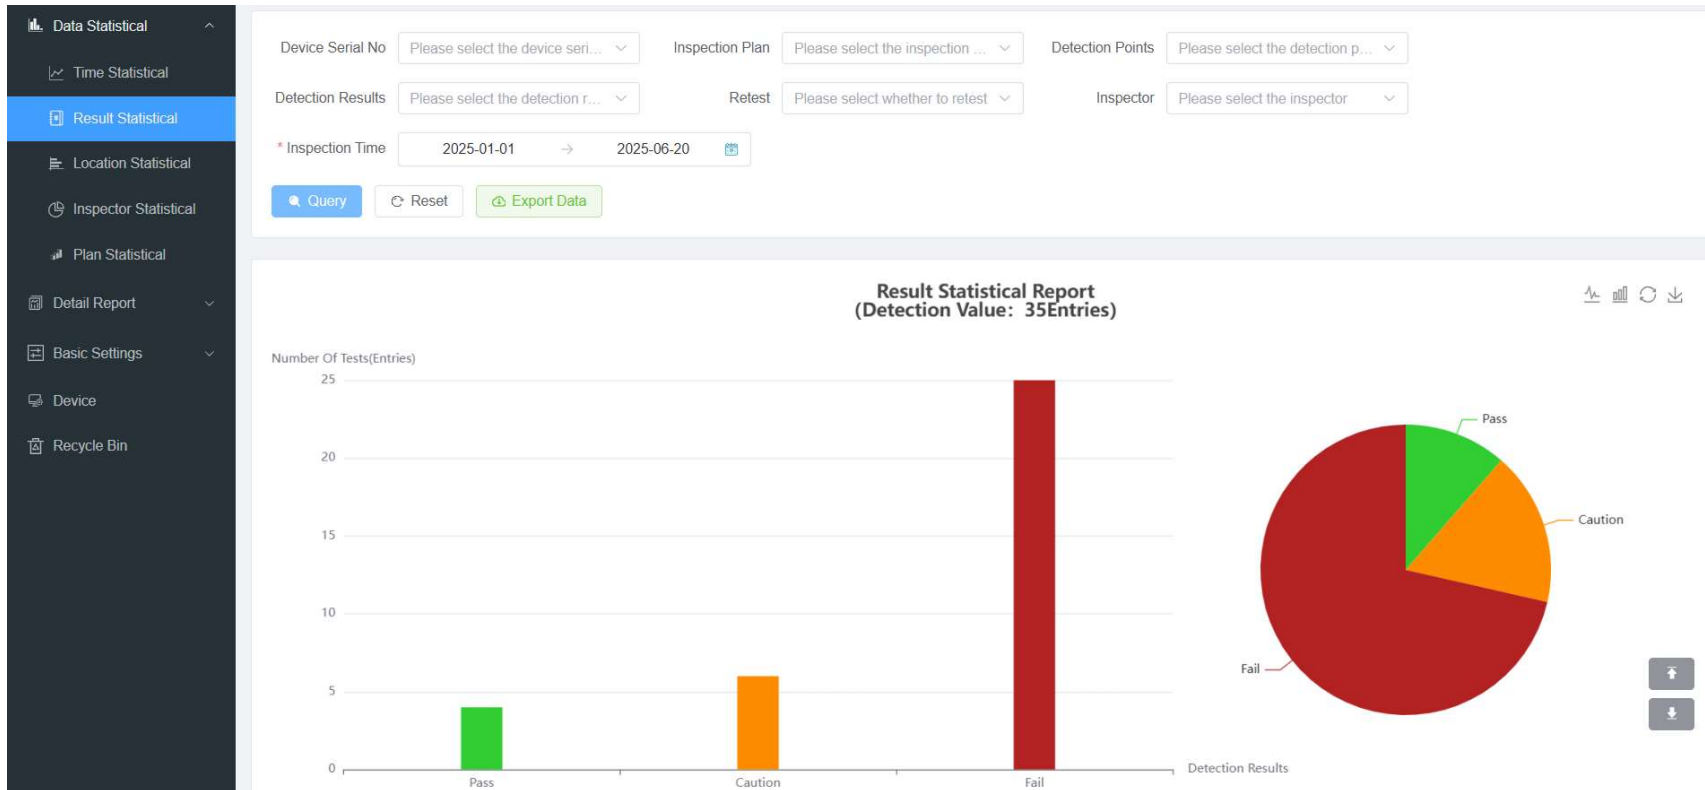 Data Statistical
Time Statistical
Result Statistical
Location Statistical
Inspector Statistical
Plan Statistical
Detail Report
Basic Settings
Device
Recycle Bin
Device Serial No Please select the device seri... Inspection Plan Please select the inspection ... Detection Points Please select the detection p...
Detection Results Please select the detection r... Retest Please select whether to retest Inspector Please select the inspector
* Inspection Time 2025-01-01 → 2025-06-20
Query Reset Export Data
Result Statistical Report
(Detection Value：35Entries)
Number Of Tests(Entries)
25
20
15
10
5
0
Pass Caution Fail
Detection Results
Pass
Caution
Fail